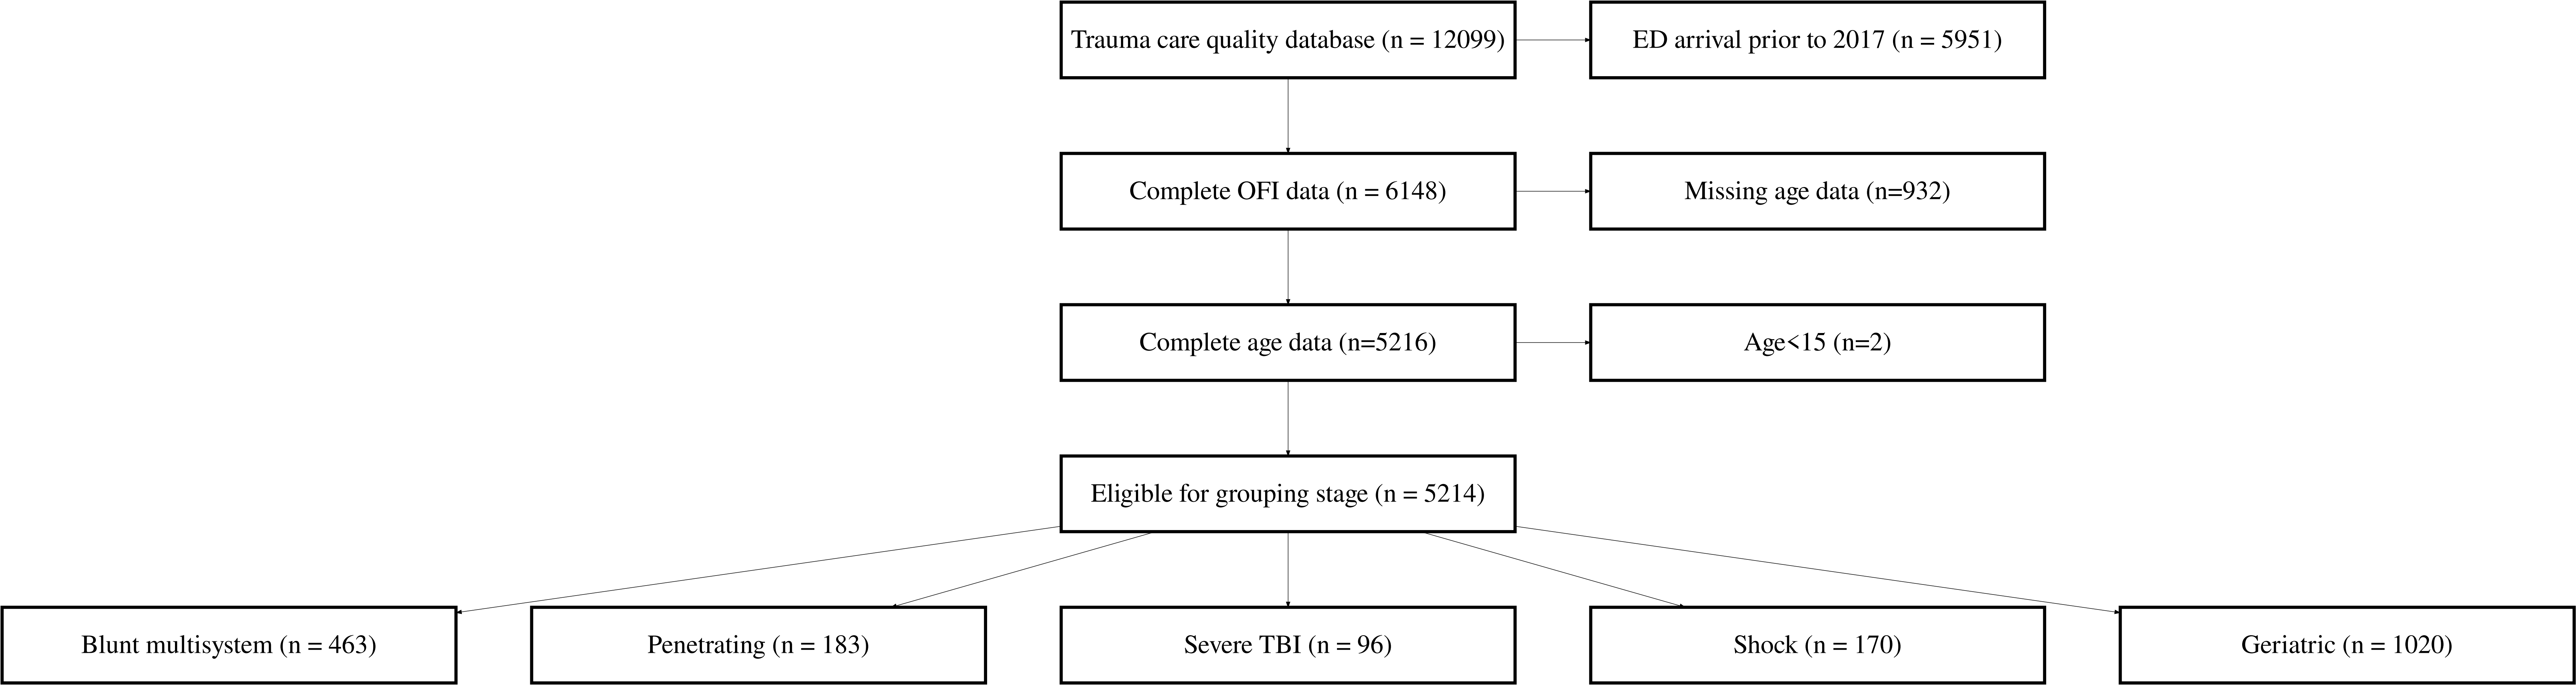 Trauma care quality database (n = 12099)
ED arrival prior to 2017 (n = 5951)
Complete OFI data (n = 6148)
Missing age data (n=932)
Complete age data (n=5216)
Age<15 (n=2)
Eligible for grouping stage (n = 5214)
Blunt multisystem (n = 463)
Penetrating (n = 183)
Severe TBI (n = 96)
Shock (n = 170)
Geriatric (n = 1020)